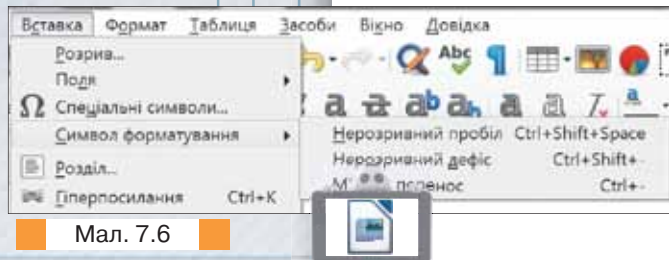 Вставка Формат Таблиця Засоби Вікно Довідка
Розрив...
Поля
Спеціальні символи...
Символ форматування
Розділ...
Гіперпосилання Ctrl+K
Нерозривний пробіл Ctrl+Shift+Space
Нерозривний дефіс Ctrl+Shift+-
перенос Ctrl+-
Мал. 7.6